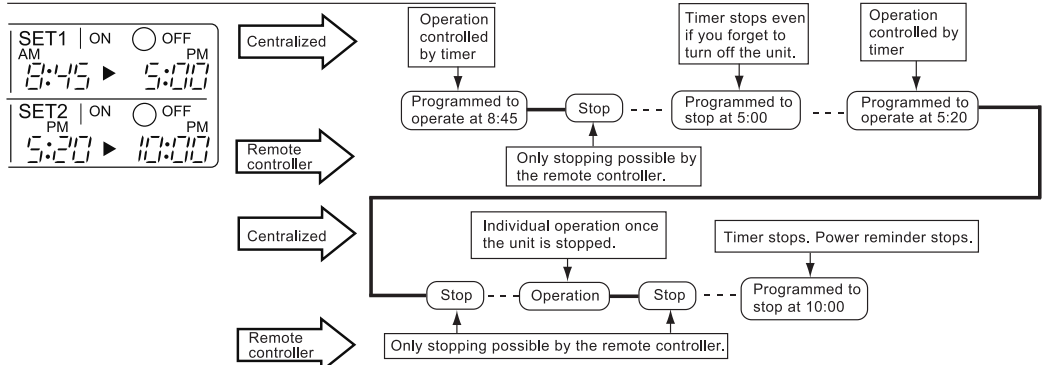 SET1 ON OFF
AM PM
8:45 ▶ 5:00
SET2 ON OFF
PM PM
5:20 ▶ 10:00
Centralized
Operation
controlled
by timer
Timer stops even
if you forget to
turn off the unit.
Operation
controlled by
timer
Programmed to
operate at 8:45
Stop
Programmed to
stop at 5:00
Programmed to
operate at 5:20
Remote
controller
Only stopping possible by
the remote controller.
Centralized
Individual operation once
the unit is stopped.
Timer stops. Power reminder stops.
Stop
Operation
Stop
Programmed to
stop at 10:00
Remote
controller
Only stopping possible by the remote controller.